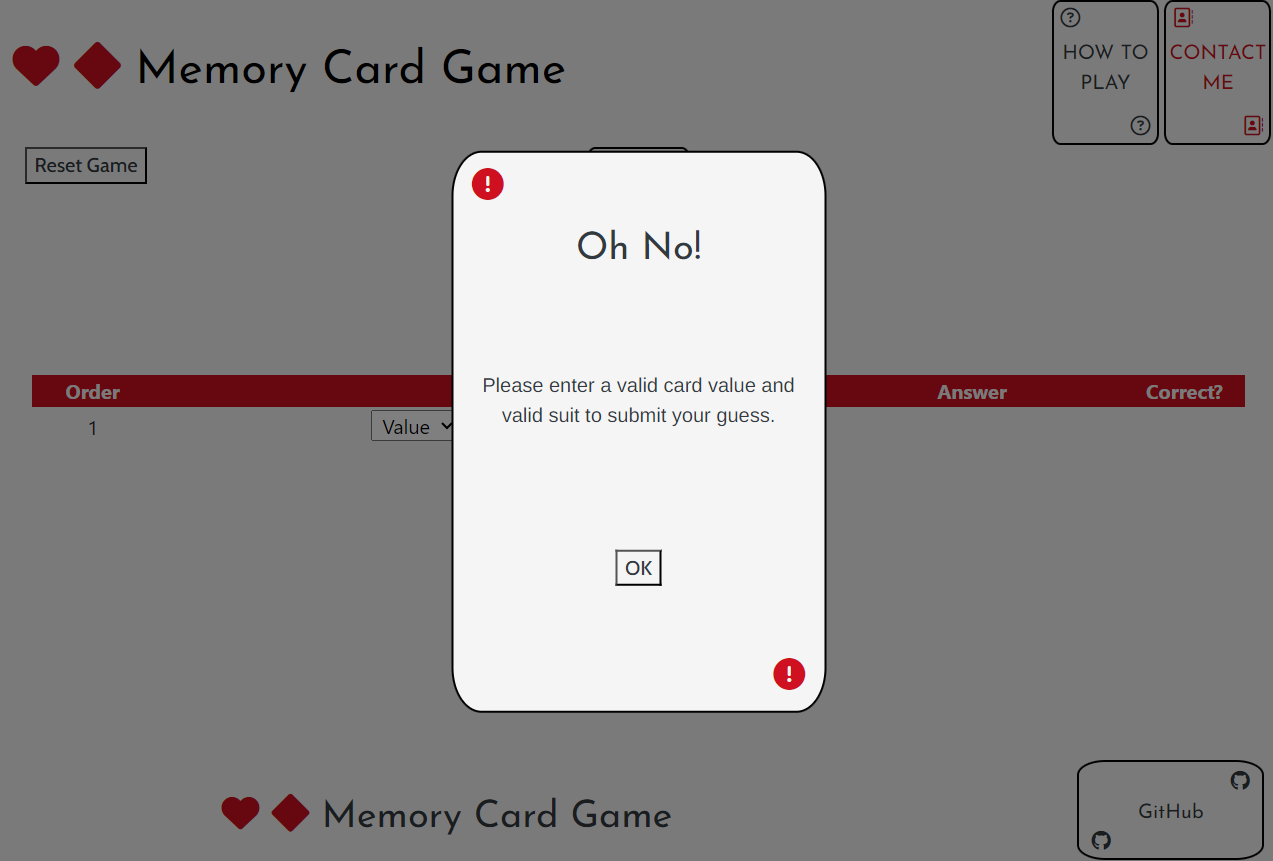 Memory Card Game
HOW TO
PLAY
CONTACT
ME
Reset Game
Oh No!
Please enter a valid card value and
valid suit to submit your guess.
OK
Order
Answer
Correct?
1
Value
Memory Card Game
GitHub